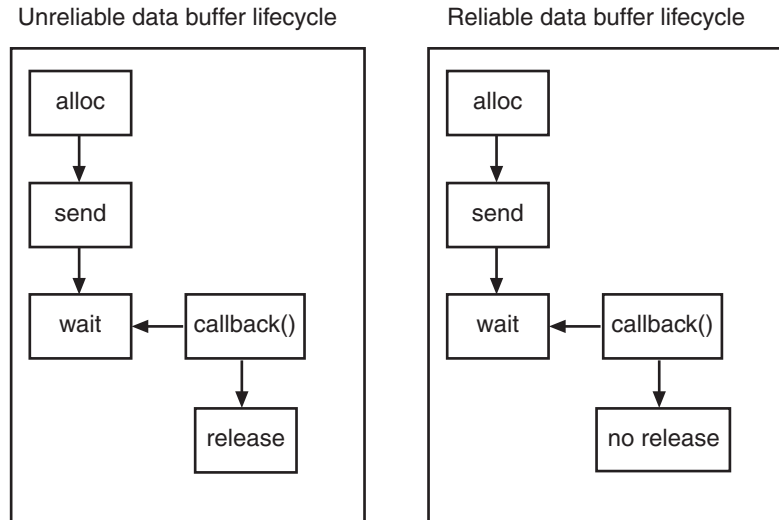 Unreliable data buffer lifecycle
alloc
send
wait
callback()
release
Reliable data buffer lifecycle
alloc
send
wait
callback()
no release